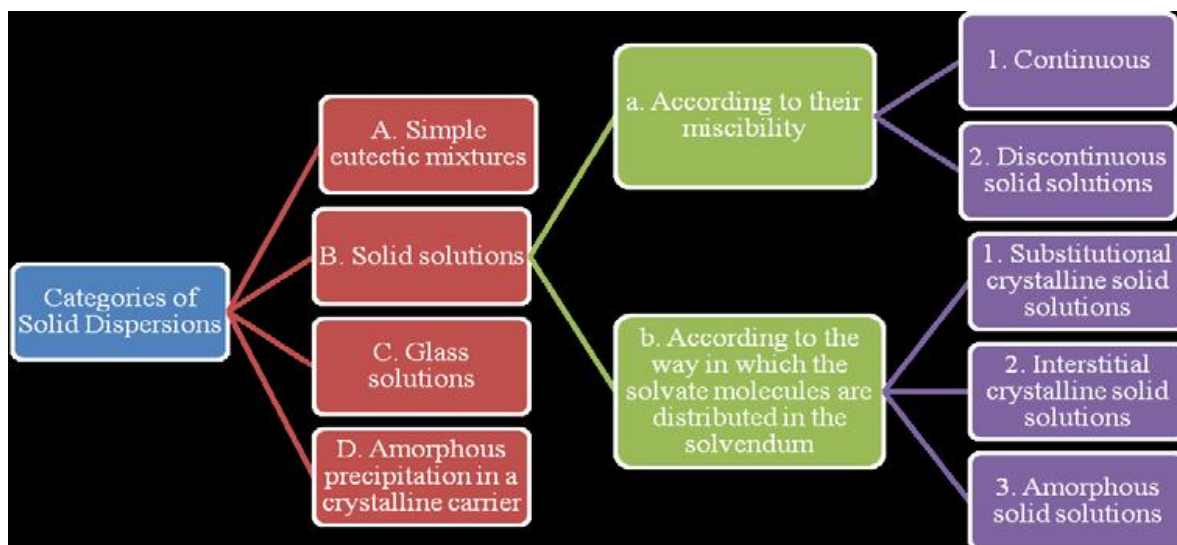 Categories of
Solid Dispersions
A. Simple
eutectic mixtures
B. Solid solutions
C. Glass
solutions
D. Amorphous
precipitation in a
crystalline carrier
a. According to their
miscibility
b. According to the
way in which the
solvate molecules are
distributed in the
solvendum
1. Continuous
2. Discontinuous
solid solutions
1. Substitutional
crystalline solid
solutions
2. Interstitial
crystalline solid
solutions
3. Amorphous
solid solutions